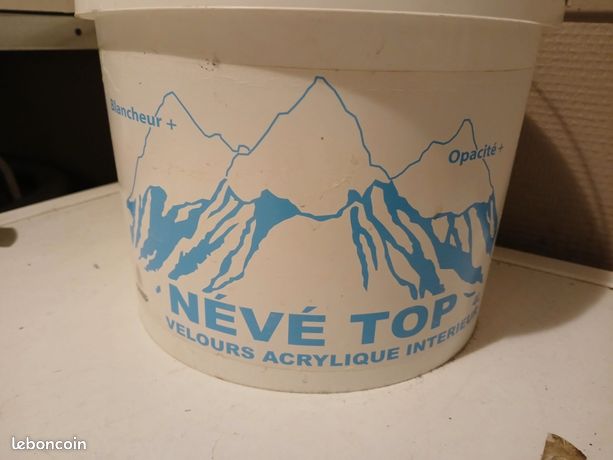 Blancheur +
Opacité +
NÉVÉ TOP
VELOURS ACRYLIQUE INTERIEUR
leboncoin